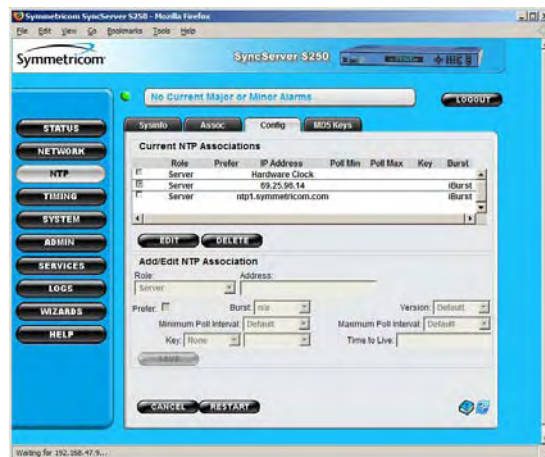 Symmetricom SyncServer S250 - Mozilla Firefox
File Edit View Go Bookmarks Tools Help
Symmetricom
SyncServer S250
No Current Major or Minor Alarms
LOGOUT
STATUS
NETWORK
NTP
TIMING
SYSTEM
ADMIN
SERVICES
LOGS
WIZARDS
HELP
Sysinfo Assoc Config MD5 Keys
Current NTP Associations
Role Prefer IP Address Poll Min Poll Max Key Burst
Server Hardware Clock
Server 69.25.96.14 iBurst
Server ntp1.symmetricom.com iBurst
EDIT DELETE
Add/Edit NTP Association
Role: Address:
Server
Prefer: Burst: n/a Version: Default
Minimum Poll Interval: Default Maximum Poll Interval: Default
Key: None Time to Live:
SAVE
CANCEL RESTART
Waiting for 192.168.47.9...